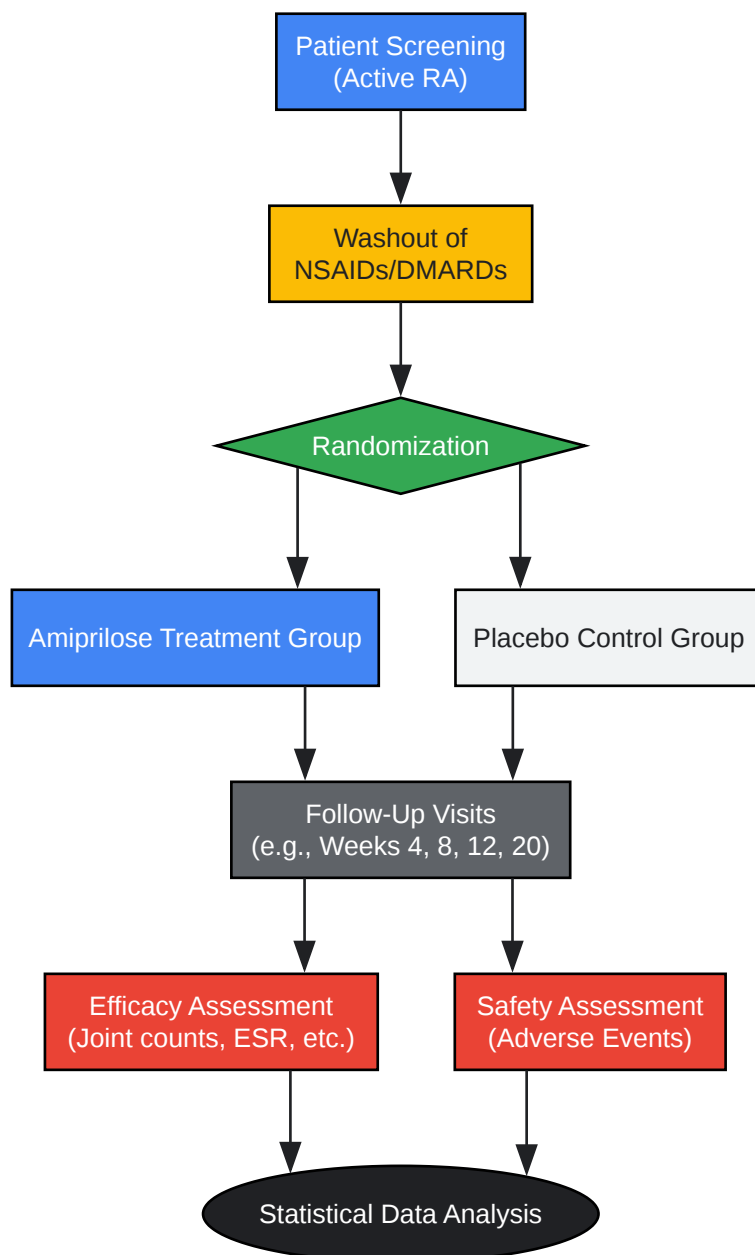 Patient Screening
(Active RA)
Washout of
NSAIDs/DMARDs
Randomization
Amiprilose Treatment Group
Placebo Control Group
Follow-Up Visits
(e.g., Weeks 4, 8, 12, 20)
Efficacy Assessment
(Joint counts, ESR, etc.)
Safety Assessment
(Adverse Events)
Statistical Data Analysis